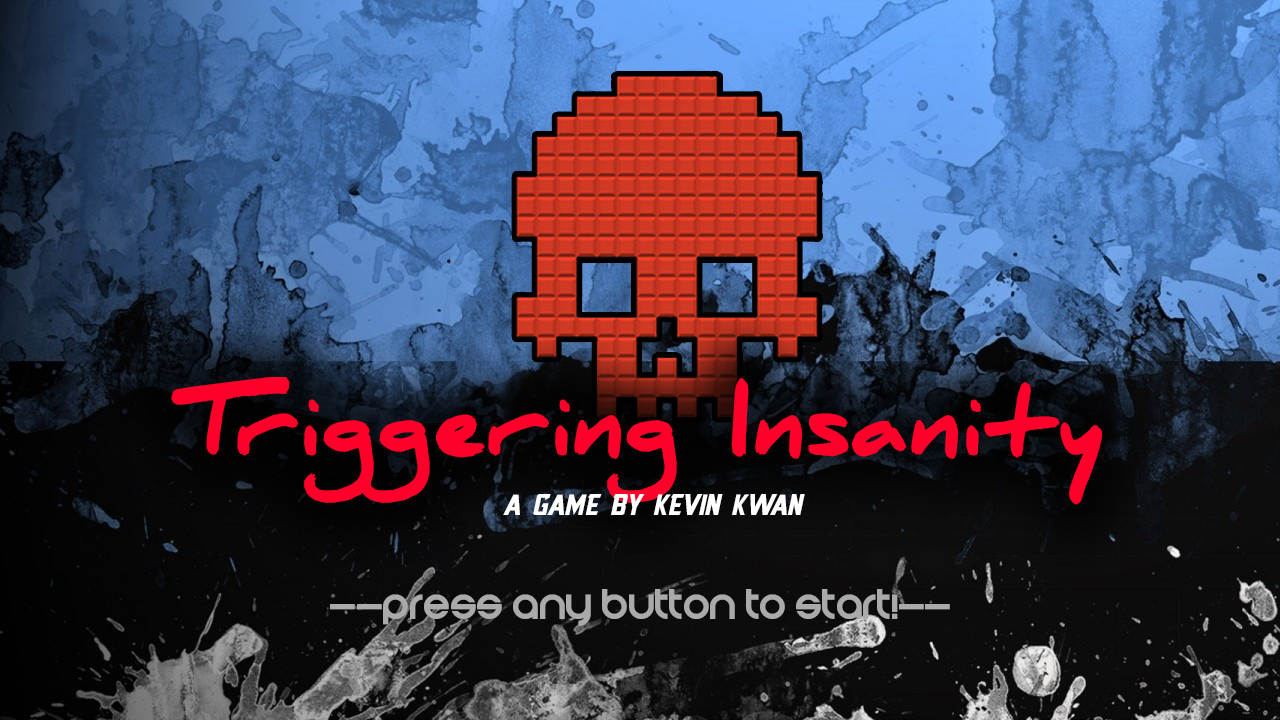 Triggering Insanity
A GAME BY KEVIN KWAN
--press any button to start!--